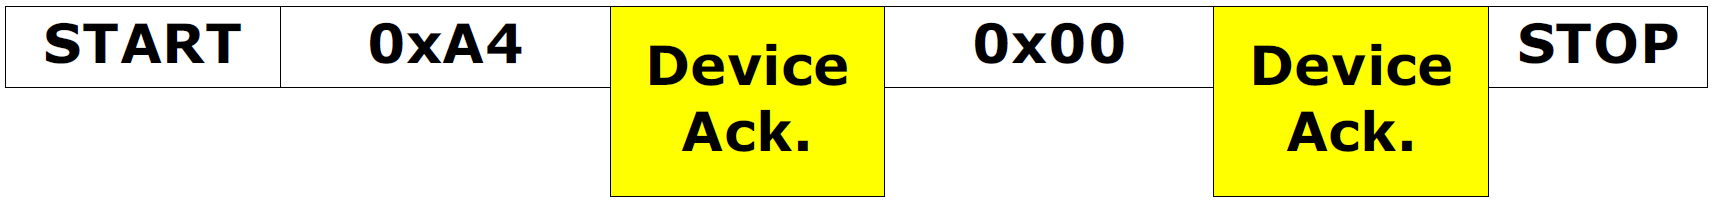 START
0xA4
Device
Ack.
0x00
Device
Ack.
STOP